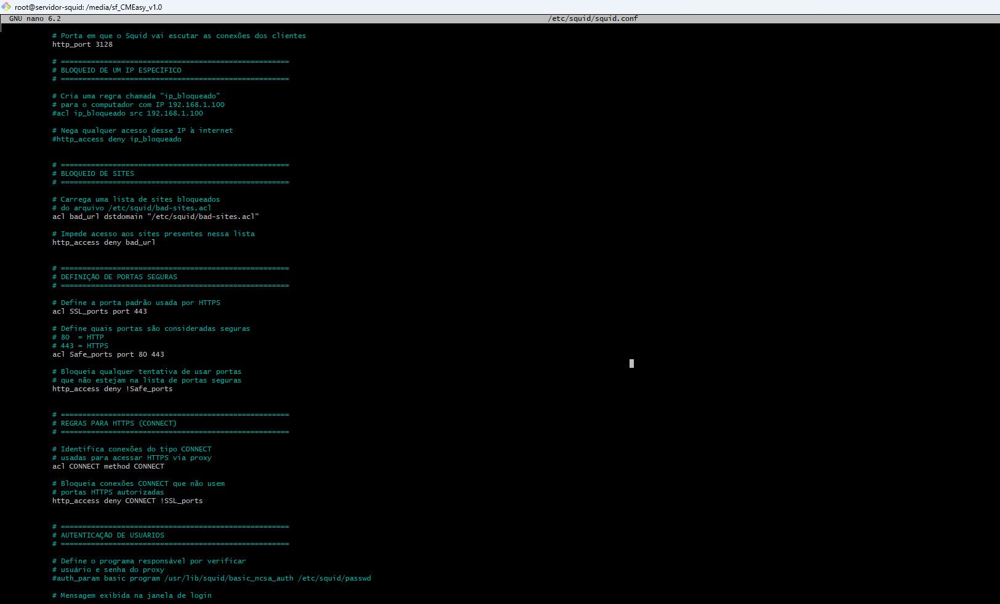 root@servidor-squid: /media/sf_CMEasy_v1.0
GNU nano 6.2 /etc/squid/squid.conf
# Porta em que o Squid vai escutar as conexões dos clientes
http_port 3128
# =====================================================
# BLOQUEIO DE UM IP ESPECÍFICO
# =====================================================
# Cria uma regra chamada "ip_bloqueado"
# para o computador com IP 192.168.1.100
#acl ip_bloqueado src 192.168.1.100
# Nega qualquer acesso desse IP à internet
#http_access deny ip_bloqueado
# =====================================================
# BLOQUEIO DE SITES
# =====================================================
# Carrega uma lista de sites bloqueados
# do arquivo /etc/squid/bad-sites.acl
acl bad_url dstdomain "/etc/squid/bad-sites.acl"
# Impede acesso aos sites presentes nessa lista
http_access deny bad_url
# =====================================================
# DEFINIÇÃO DE PORTAS SEGURAS
# =====================================================
# Define a porta padrão usada por HTTPS
acl SSL_ports port 443
# Define quais portas são consideradas seguras
# 80  = HTTP
# 443 = HTTPS
acl Safe_ports port 80 443
# Bloqueia qualquer tentativa de usar portas
# que não estejam na lista de portas seguras
http_access deny !Safe_ports
# =====================================================
# REGRAS PARA HTTPS (CONNECT)
# =====================================================
# Identifica conexões do tipo CONNECT
# usadas para acessar HTTPS via proxy
acl CONNECT method CONNECT
# Bloqueia conexões CONNECT que não usem
# portas HTTPS autorizadas
http_access deny CONNECT !SSL_ports
# =====================================================
# AUTENTICAÇÃO DE USUÁRIOS
# =====================================================
# Define o programa responsável por verificar
# usuário e senha do proxy
#auth_param basic program /usr/lib/squid/basic_ncsa_auth /etc/squid/passwd
# Mensagem exibida na janela de login